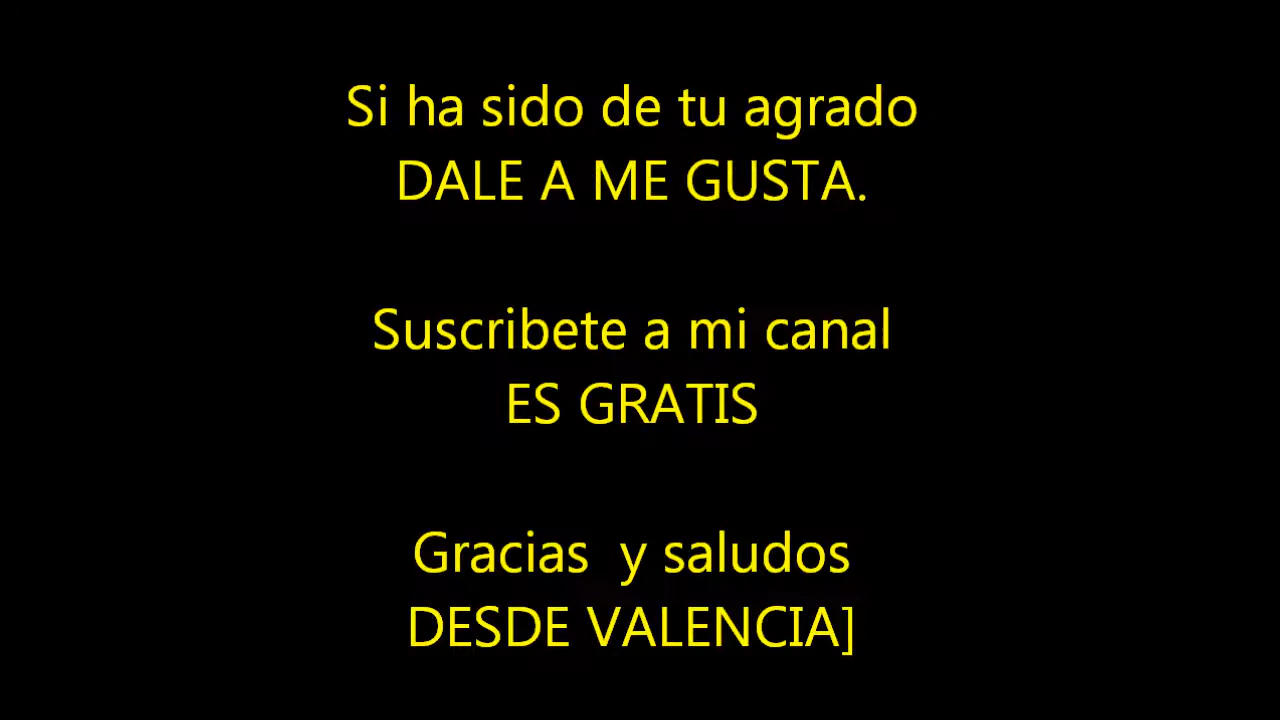 Si ha sido de tu agrado
DALE A ME GUSTA.
Suscribete a mi canal
ES GRATIS
Gracias  y saludos
DESDE VALENCIA]